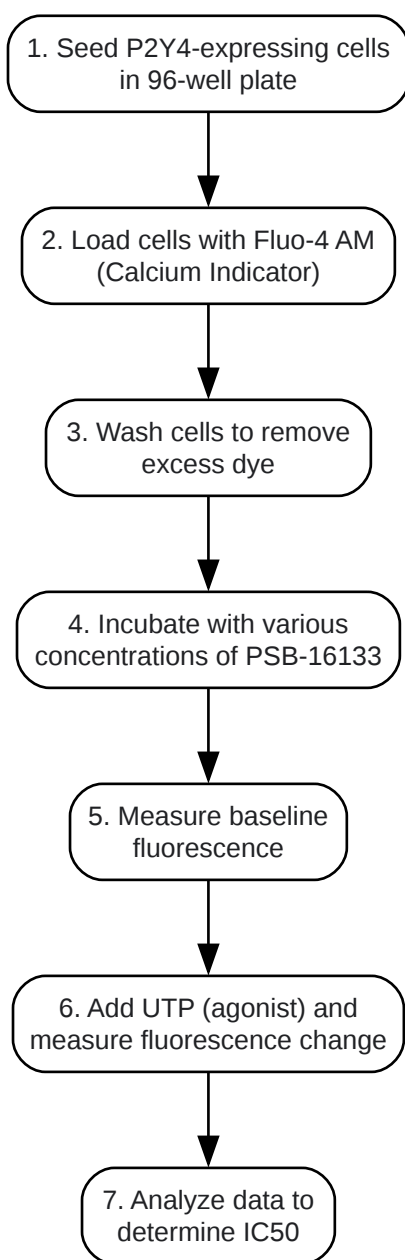 1. Seed P2Y4-expressing cells
in 96-well plate
2. Load cells with Fluo-4 AM
(Calcium Indicator)
3. Wash cells to remove
excess dye
4. Incubate with various
concentrations of PSB-16133
5. Measure baseline
fluorescence
6. Add UTP (agonist) and
measure fluorescence change
7. Analyze data to
determine IC50